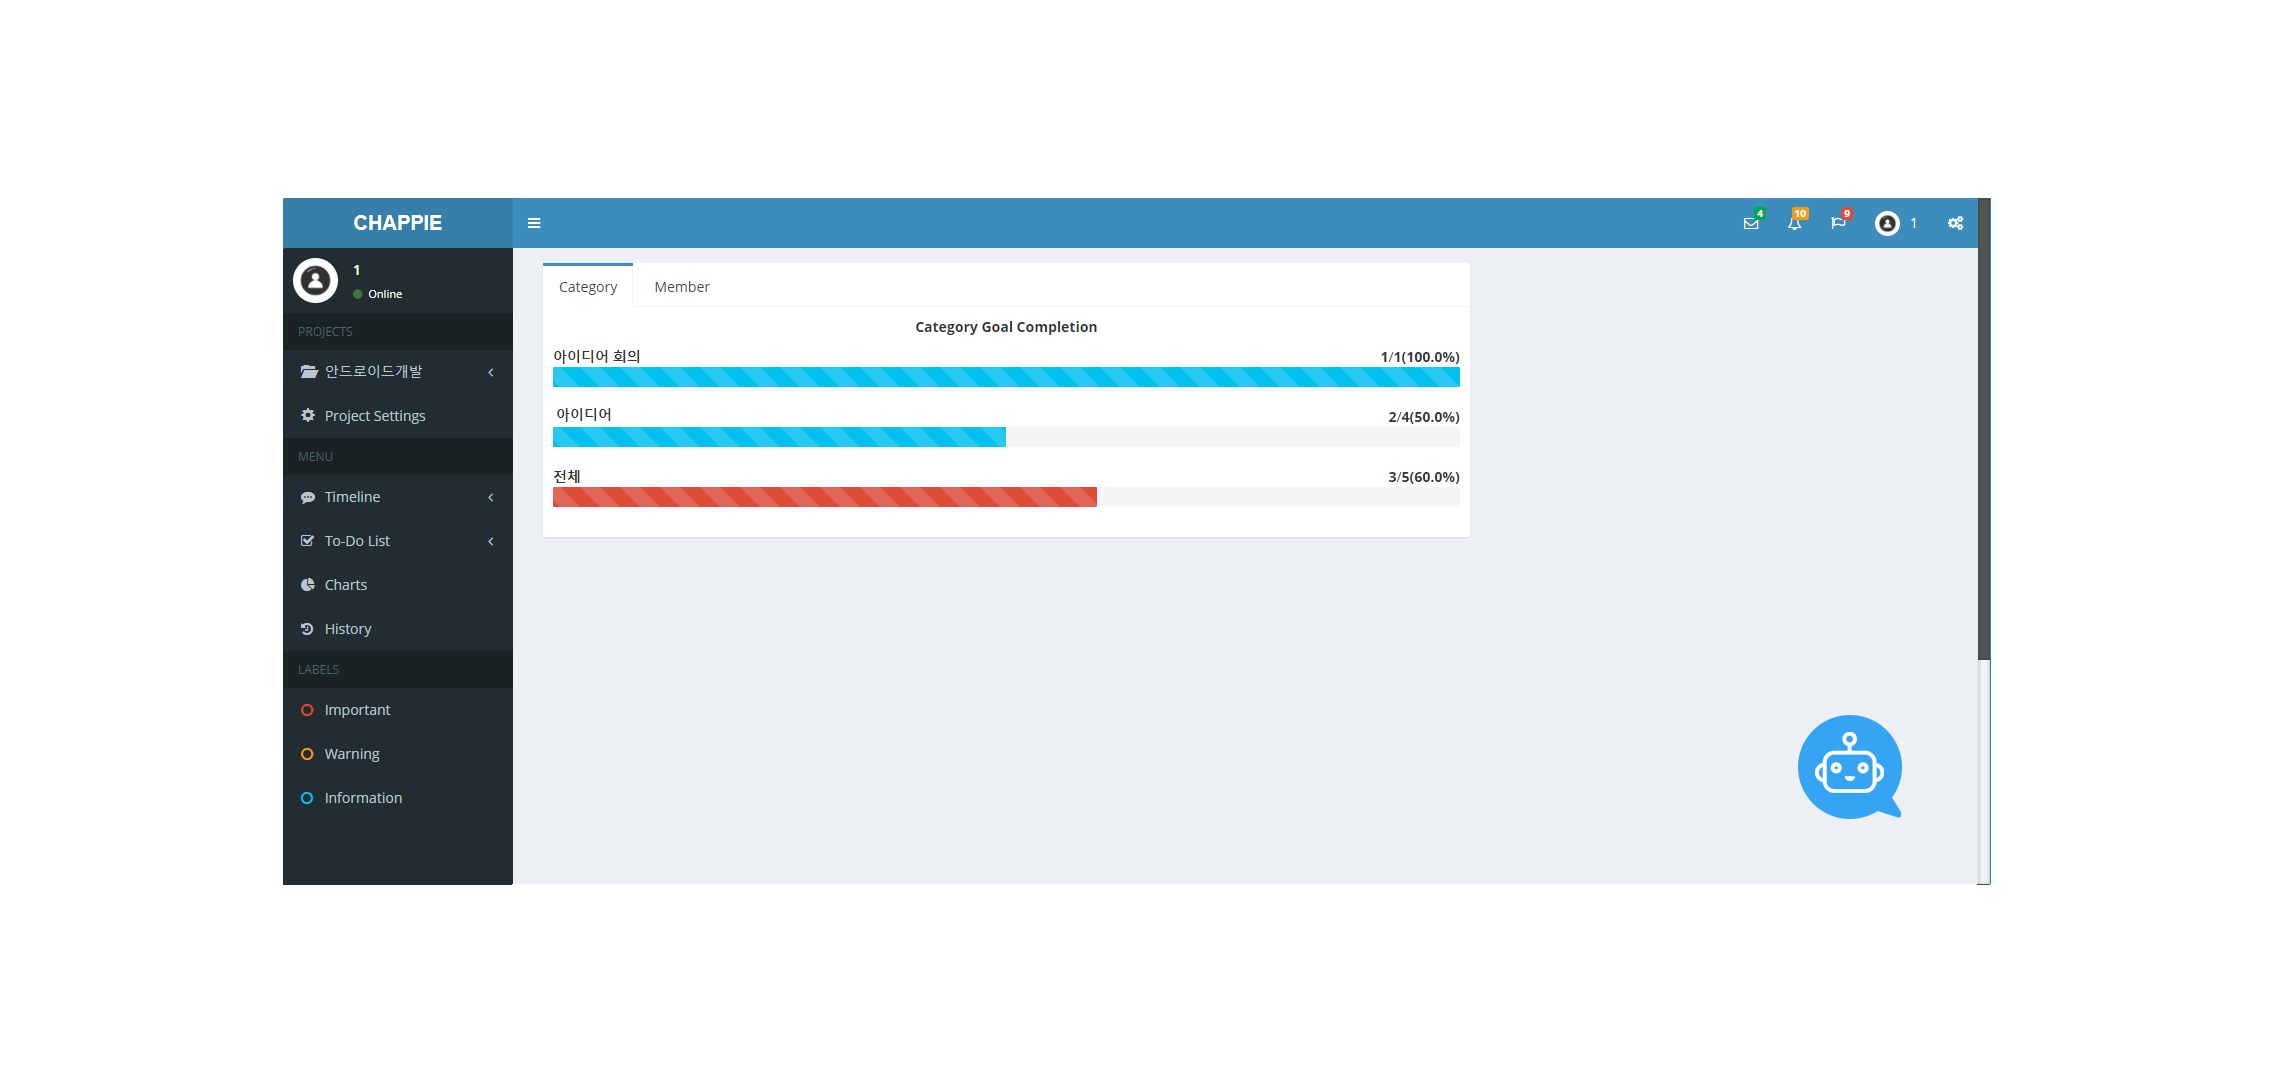 CHAPPIE
4
10
9
1
1
Online
PROJECTS
안드로이드개발
Project Settings
MENU
Timeline
To-Do List
Charts
History
LABELS
Important
Warning
Information
Category Member
Category Goal Completion
아이디어 회의 1/1(100.0%)
아이디어 2/4(50.0%)
전체 3/5(60.0%)